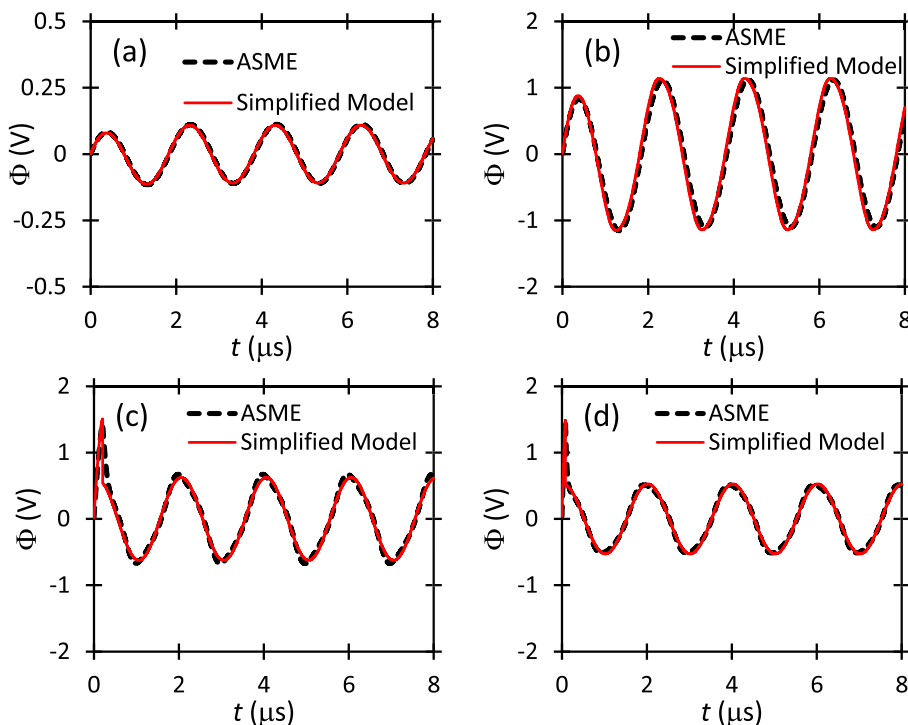 0.5
0.25
0
-0.25
-0.5
Φ (V)
(a)
ASME
Simplified Model
0 2 4 6 8
t (μs)
2
1
0
-1
-2
Φ (V)
(b)
ASME
Simplified Model
0 2 4 6 8
t (μs)
2
1
0
-1
-2
Φ (V)
(c)
ASME
Simplified Model
0 2 4 6 8
t (μs)
2
1
0
-1
-2
Φ (V)
(d)
ASME
Simplified Model
0 2 4 6 8
t (μs)